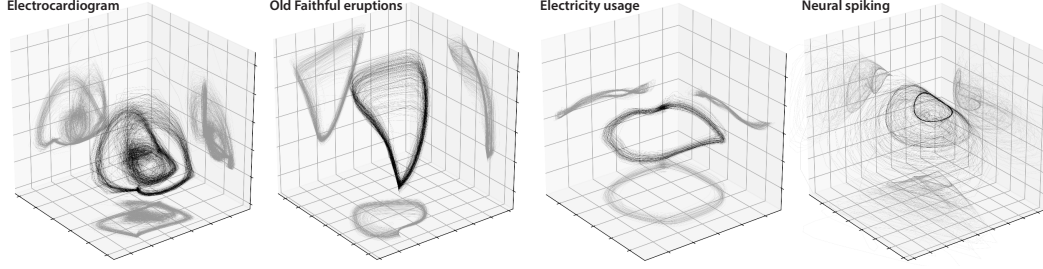 Electrocardiogram
Old Faithful eruptions
Electricity usage
Neural spiking